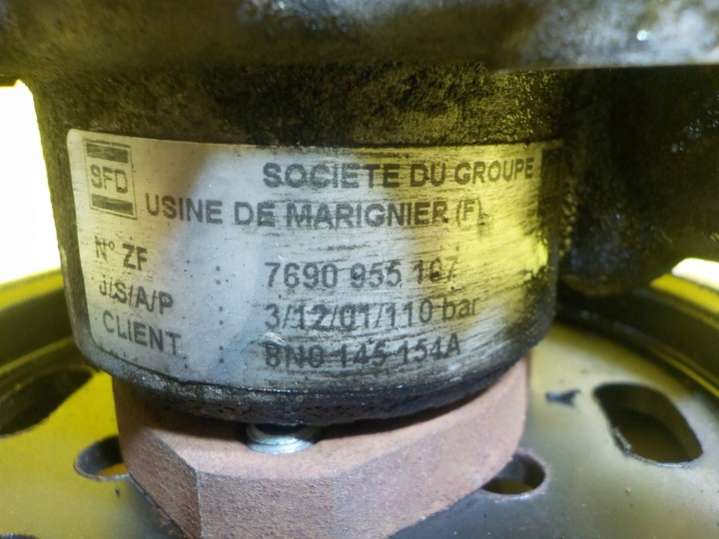 SFD
SOCIETE DU GROUPE
USINE DE MARIGNIER (F)
N° ZF : 7690 955 167
J/S/A/P : 3/12/01/110 bar
CLIENT : 8N0 145 154A